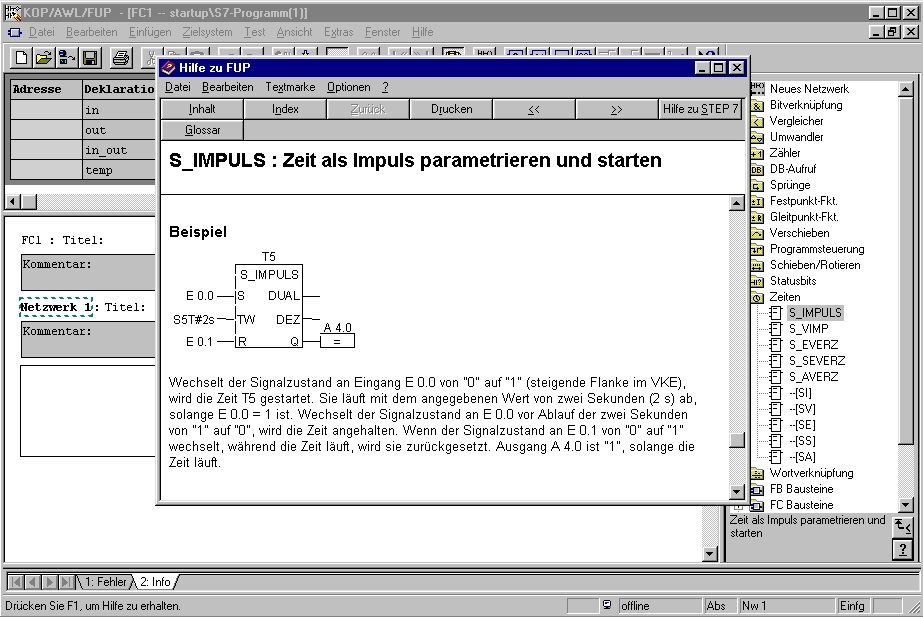 KOP/AWL/FUP - [FC1 -- startup\S7-Programm(1)]
Datei Bearbeiten Einfügen Zielsystem Test Ansicht Extras Fenster Hilfe
Adresse Deklaratio
in
out
in_out
temp
FC1 : Titel:
Kommentar:
Netzwerk 1: Titel:
Kommentar:
Hilfe zu FUP
Datei Bearbeiten Textmarke Optionen ?
Inhalt Index Zurück Drucken << >> Hilfe zu STEP 7
Glossar
S_IMPULS : Zeit als Impuls parametrieren und starten
Beispiel
T5
S_IMPULS
E 0.0 S DUAL
S5T#2s TW DEZ A 4.0
E 0.1 R Q =
Wechselt der Signalzustand an Eingang E 0.0 von "0" auf "1" (steigende Flanke im VKE),
wird die Zeit T5 gestartet. Sie läuft mit dem angegebenen Wert von zwei Sekunden (2 s) ab,
solange E 0.0 = 1 ist. Wechselt der Signalzustand an E 0.0 vor Ablauf der zwei Sekunden
von "1" auf "0", wird die Zeit angehalten. Wenn der Signalzustand an E 0.1 von "0" auf "1"
wechselt, während die Zeit läuft, wird sie zurückgesetzt. Ausgang A 4.0 ist "1", solange die
Zeit läuft.
Neues Netzwerk
Bitverknüpfung
Vergleicher
Umwandler
Zähler
DB-Aufruf
Sprünge
Festpunkt-Fkt.
Gleitpunkt-Fkt.
Verschieben
Programmsteuerung
Schieben/Rotieren
Statusbits
Zeiten
S_IMPULS
S_VIMP
S_EVERZ
S_SEVERZ
S_AVERZ
--[SI]
--[SV]
--[SE]
--[SS]
--[SA]
Wortverknüpfung
FB Bausteine
FC Bausteine
Zeit als Impuls parametrieren und
starten
1: Fehler 2: Info
Drücken Sie F1, um Hilfe zu erhalten. offline Abs Nw 1 Einfg